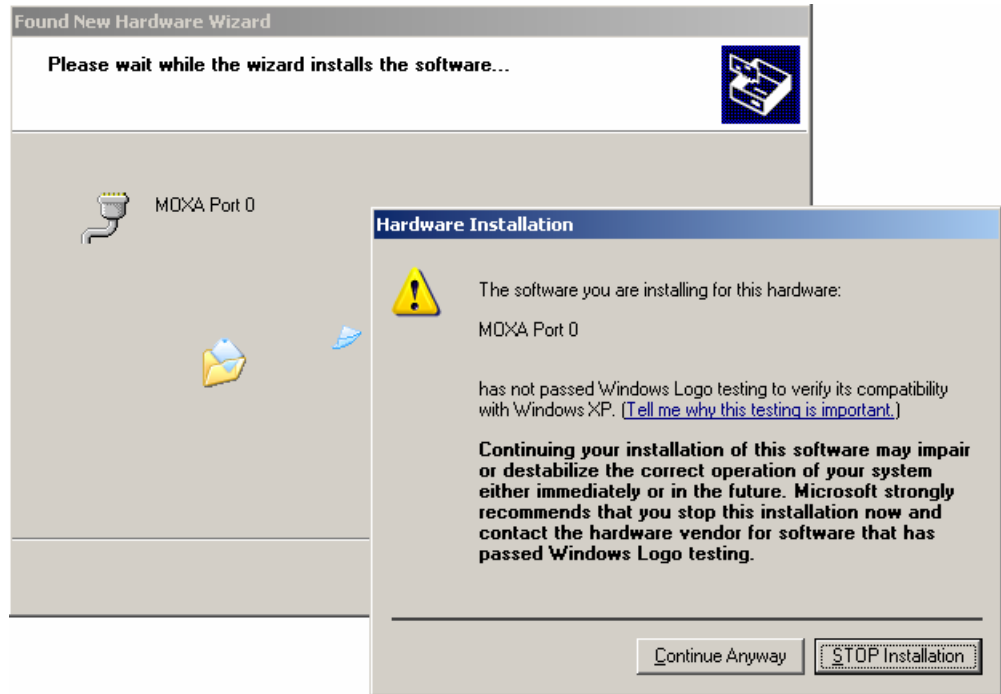 Found New Hardware Wizard
Please wait while the wizard installs the software...
MOXA Port 0
Hardware Installation
The software you are installing for this hardware:
MOXA Port 0
has not passed Windows Logo testing to verify its compatibility
with Windows XP. (Tell me why this testing is important.)
Continuing your installation of this software may impair
or destabilize the correct operation of your system
either immediately or in the future. Microsoft strongly
recommends that you stop this installation now and
contact the hardware vendor for software that has
passed Windows Logo testing.
Continue Anyway
STOP Installation